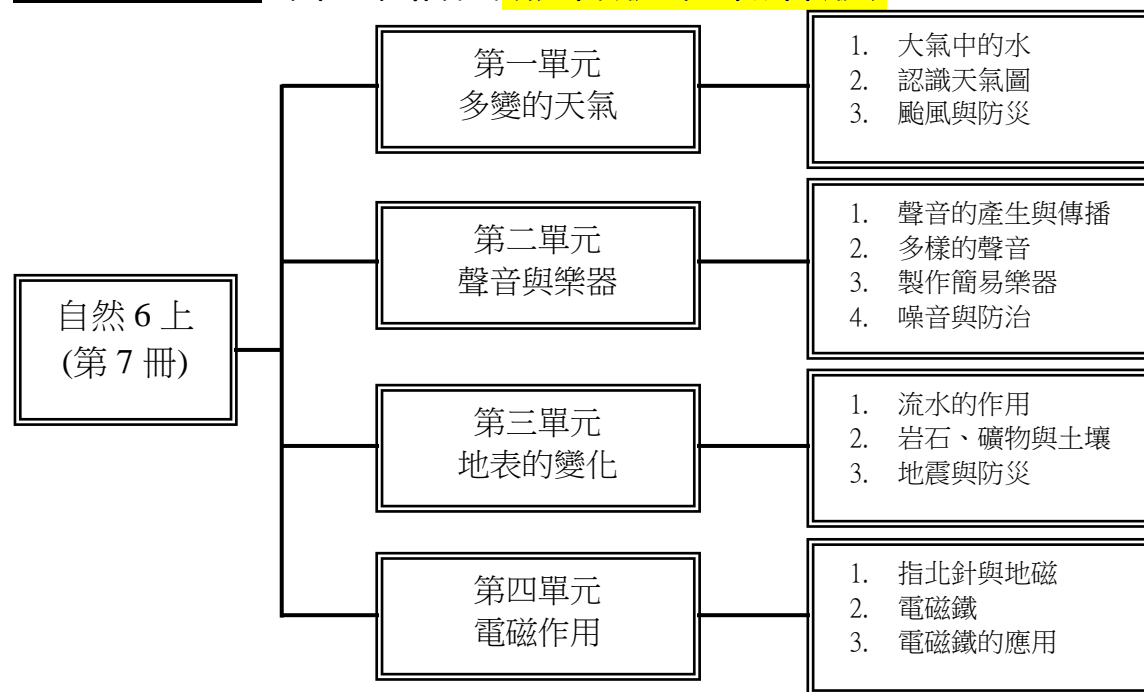 自然 6 上
(第 7 冊)
第一單元
多變的天氣
1. 大氣中的水
2. 認識天氣圖
3. 颱風與防災
第二單元
聲音與樂器
1. 聲音的產生與傳播
2. 多樣的聲音
3. 製作簡易樂器
4. 噪音與防治
第三單元
地表的變化
1. 流水的作用
2. 岩石、礦物與土壤
3. 地震與防災
第四單元
電磁作用
1. 指北針與地磁
2. 電磁鐵
3. 電磁鐵的應用